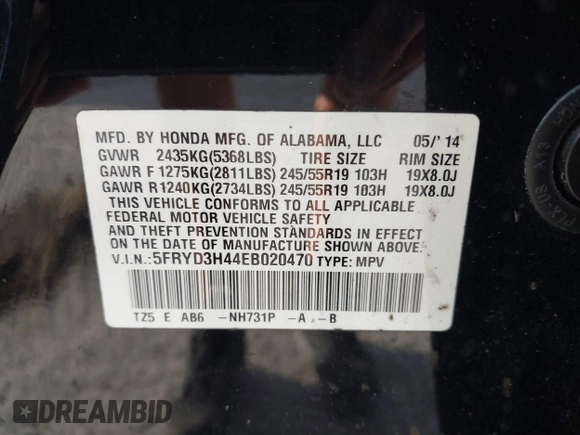 MFD. BY HONDA MFG. OF ALABAMA, LLC 05/'14
GVWR 2435KG(5368LBS) TIRE SIZE RIM SIZE
GAWR F 1275KG(2811LBS) 245/55R19 103H 19X8.0J
GAWR R 1240KG(2734LBS) 245/55R19 103H 19X8.0J
THIS VEHICLE CONFORMS TO ALL APPLICABLE
FEDERAL MOTOR VEHICLE SAFETY
AND THEFT PREVENTION STANDARDS IN EFFECT
ON THE DATE OF MANUFACTURE SHOWN ABOVE.
V.I.N.: 5FRYD3H44EB020470 TYPE: MPV
TZ5 E AB6 -NH731P -A -B
DREAMBID